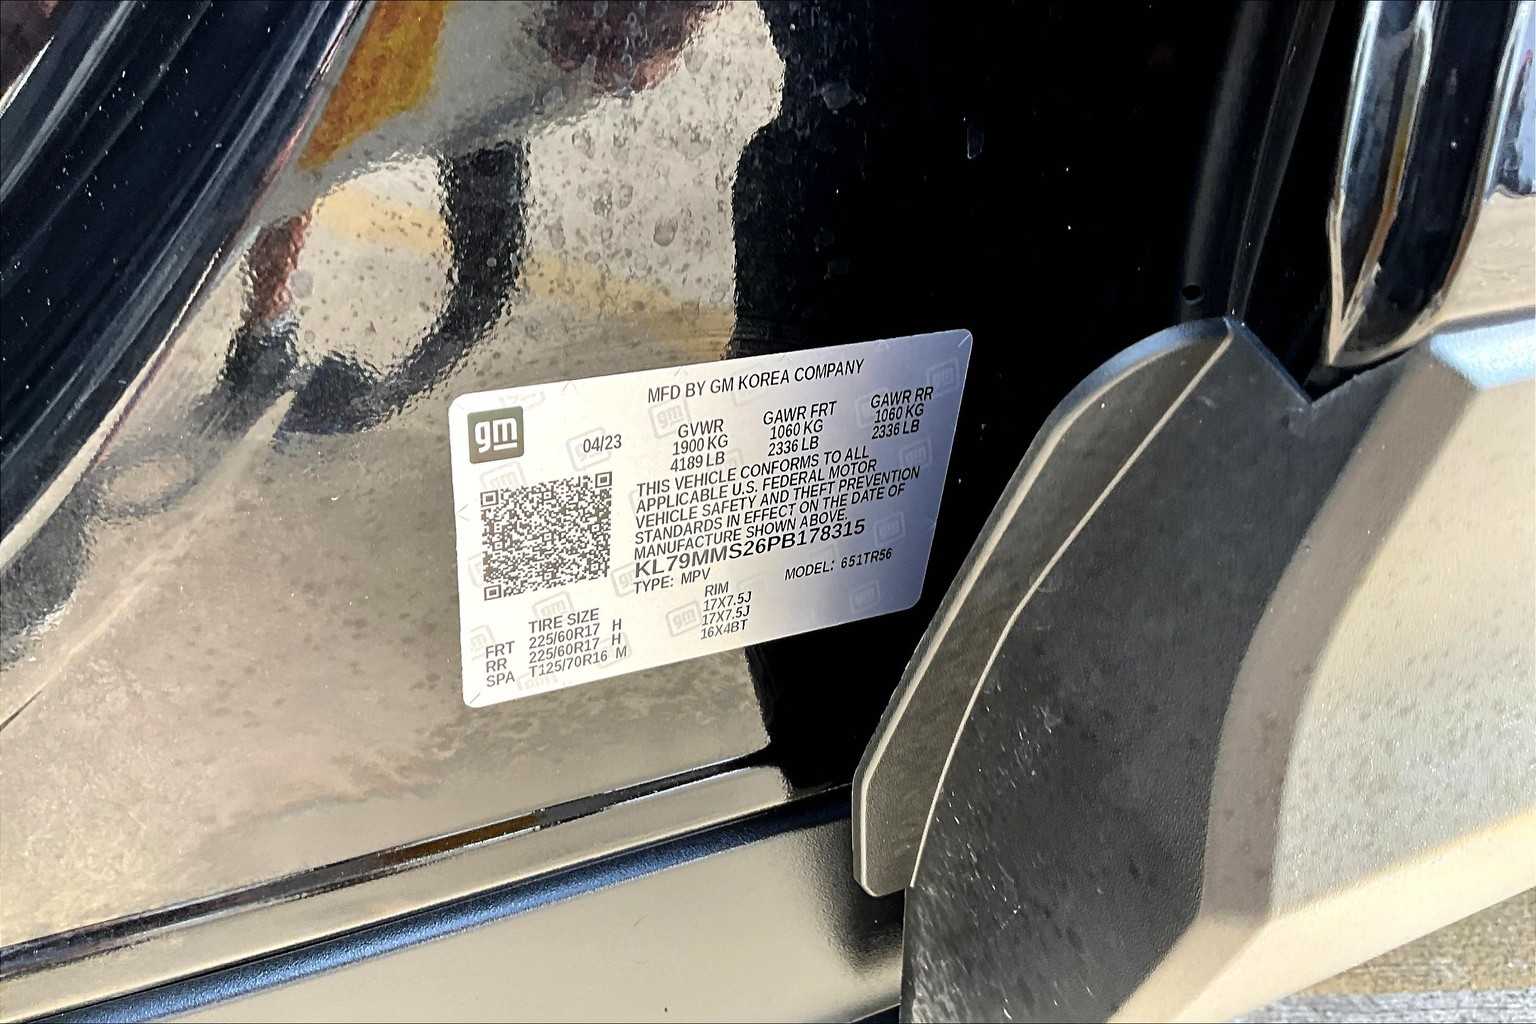 MFD BY GM KOREA COMPANY
gm
04/23
GVWR GAWR FRT GAWR RR
1900 KG 1060 KG 1060 KG
4189 LB 2336 LB 2336 LB
THIS VEHICLE CONFORMS TO ALL
APPLICABLE U.S. FEDERAL MOTOR
VEHICLE SAFETY AND THEFT PREVENTION
STANDARDS IN EFFECT ON THE DATE OF
MANUFACTURE SHOWN ABOVE.
KL79MMS26PB178315
TYPE: MPV MODEL: 651TR56
TIRE SIZE RIM
FRT 225/60R17 H 17X7.5J
RR 225/60R17 H 17X7.5J
SPA T125/70R16 M 16X4BT